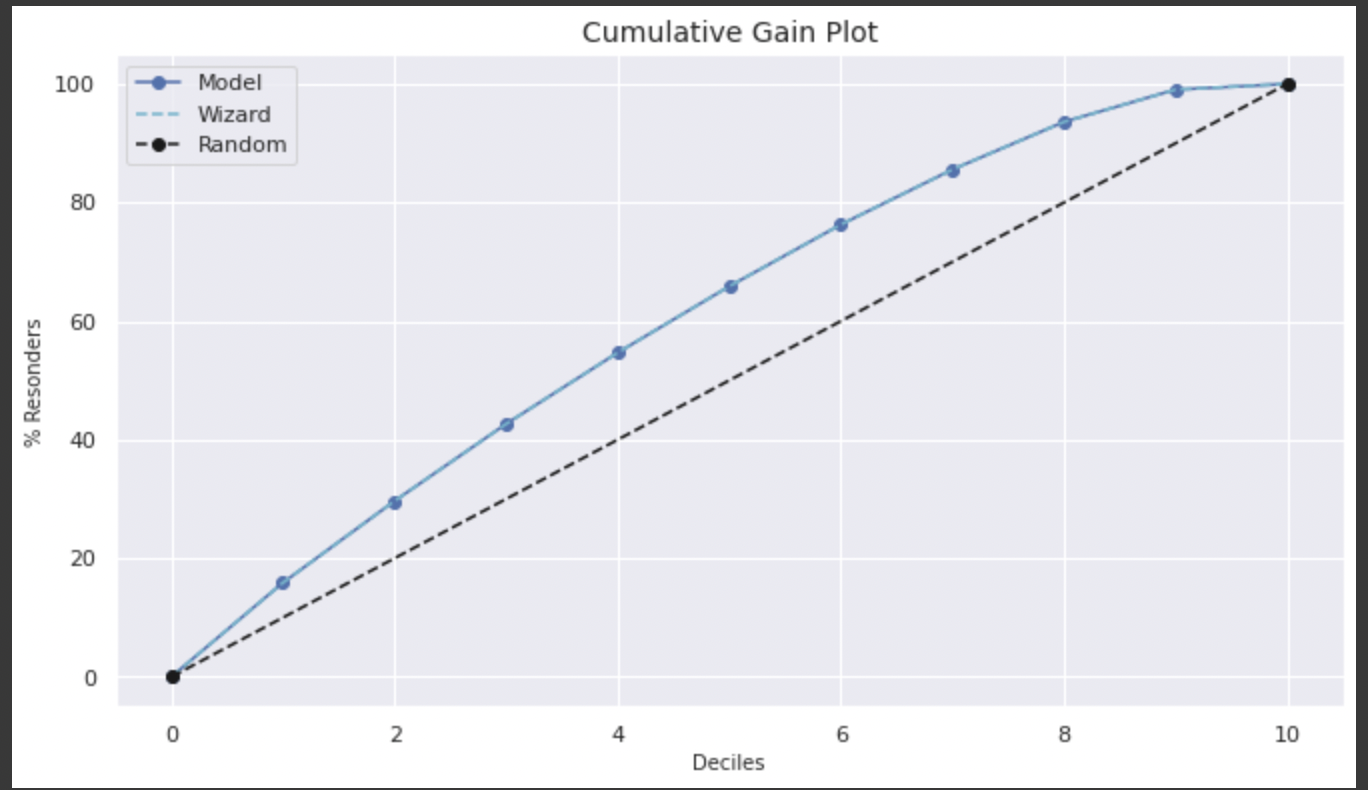 Cumulative Gain Plot
Model
Wizard
Random
100
80
60
40
20
0
% Resonders
0 2 4 6 8 10
Deciles